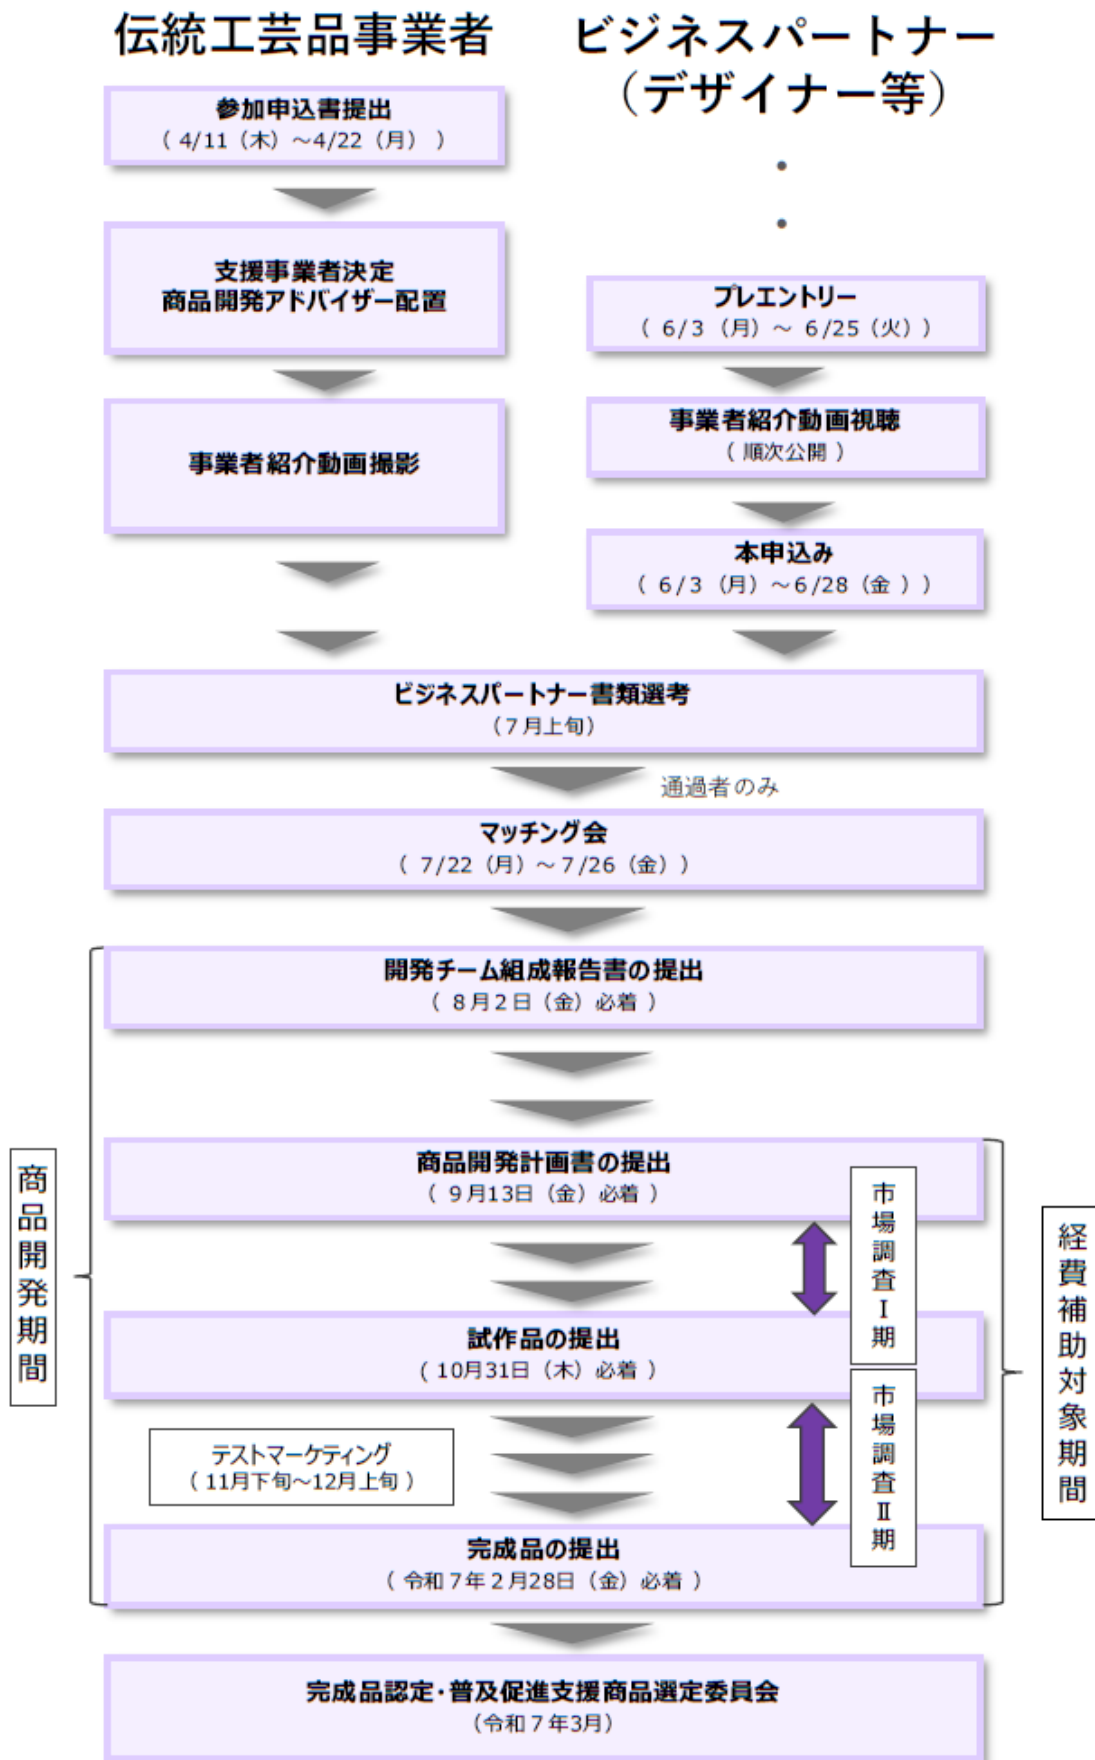 伝統工芸品事業者
ビジネスパートナー
（デザイナー等）
参加申込書提出
（ 4/11（木）～4/22（月） ）
支援事業者決定
商品開発アドバイザー配置
事業者紹介動画撮影
プレエントリー
（ 6/3（月）～ 6/25（火））
事業者紹介動画視聴
（ 順次公開 ）
本申込み
（ 6/3（月）～6/28（金 ））
ビジネスパートナー書類選考
（７月上旬）
通過者のみ
マッチング会
（ 7/22（月）～7/26（金））
開発チーム組成報告書の提出
（ 8月2日（金）必着 ）
商品開発計画書の提出
（ 9月13日（金）必着 ）
市場調査Ⅰ期
試作品の提出
（ 10月31日（木）必着 ）
市場調査Ⅱ期
テストマーケティング
（ 11月下旬～12月上旬 ）
完成品の提出
（ 令和７年２月28日（金）必着 ）
商品開発期間
経費補助対象期間
完成品認定・普及促進支援商品選定委員会
（令和７年3月）